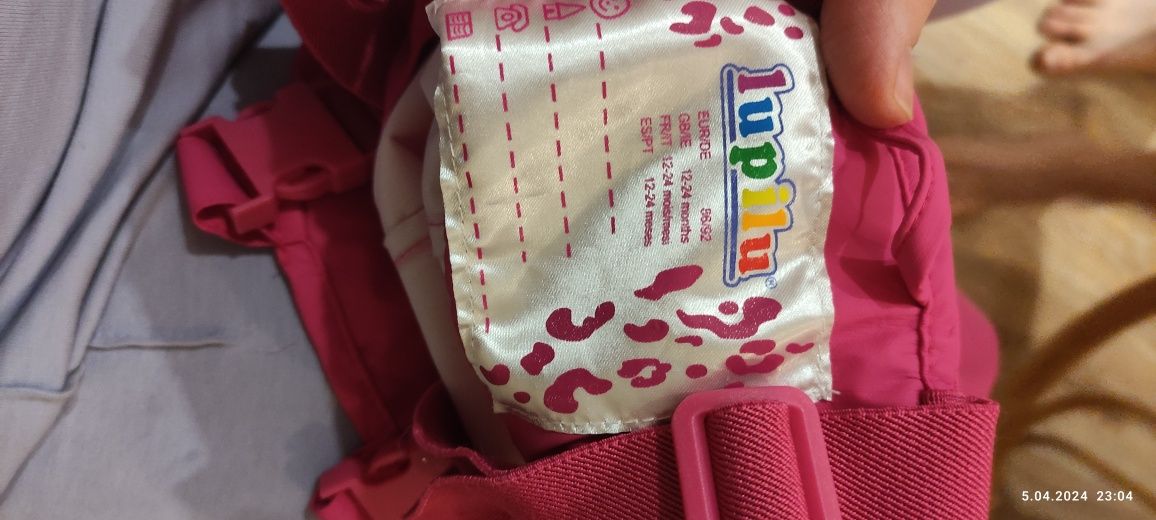 lupilu®
EUR/DE 86/92
GB/IE 12-24 months
FR/IT 12-24 mois/mesi
ES/PT 12-24 meses
5.04.2024 23:04